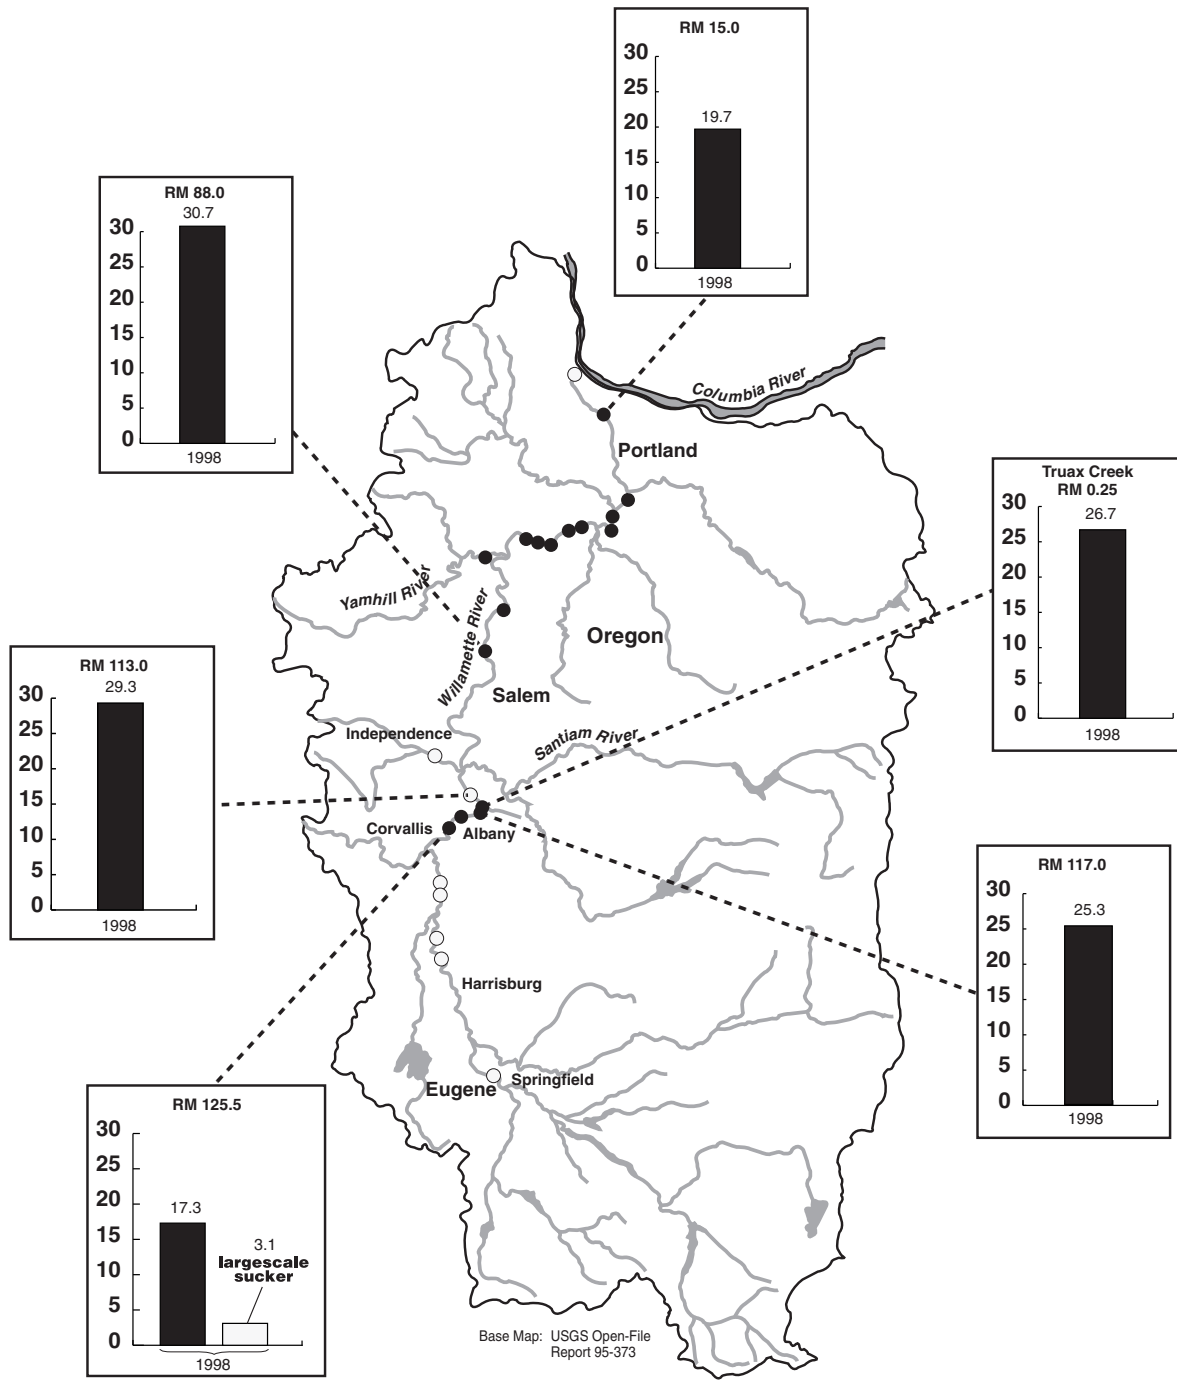 RM 15.0
30
25
20
15
10
5
0
19.7
1998
RM 88.0
30.7
30
25
20
15
10
5
0
1998
Columbia River
Portland
Truax Creek
RM 0.25
30
25
20
15
10
5
0
26.7
1998
Yamhill River
Willamette River
Oregon
Salem
RM 113.0
29.3
30
25
20
15
10
5
0
1998
Independence
Santiam River
Corvallis
Albany
RM 117.0
30
25
20
15
10
5
0
25.3
1998
Harrisburg
Eugene
Springfield
RM 125.5
30
25
20
15
10
5
0
17.3
3.1
largescale
sucker
1998
Base Map: USGS Open-File
Report 95-373